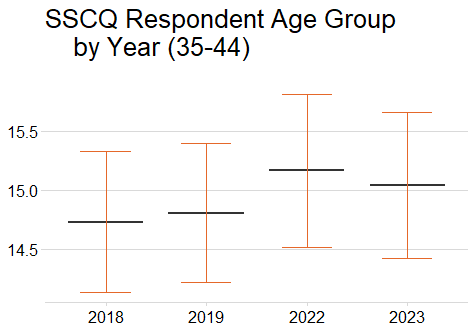 SSCQ Respondent Age Group
by Year (35-44)
15.5
15.0
14.5
2018 2019 2022 2023